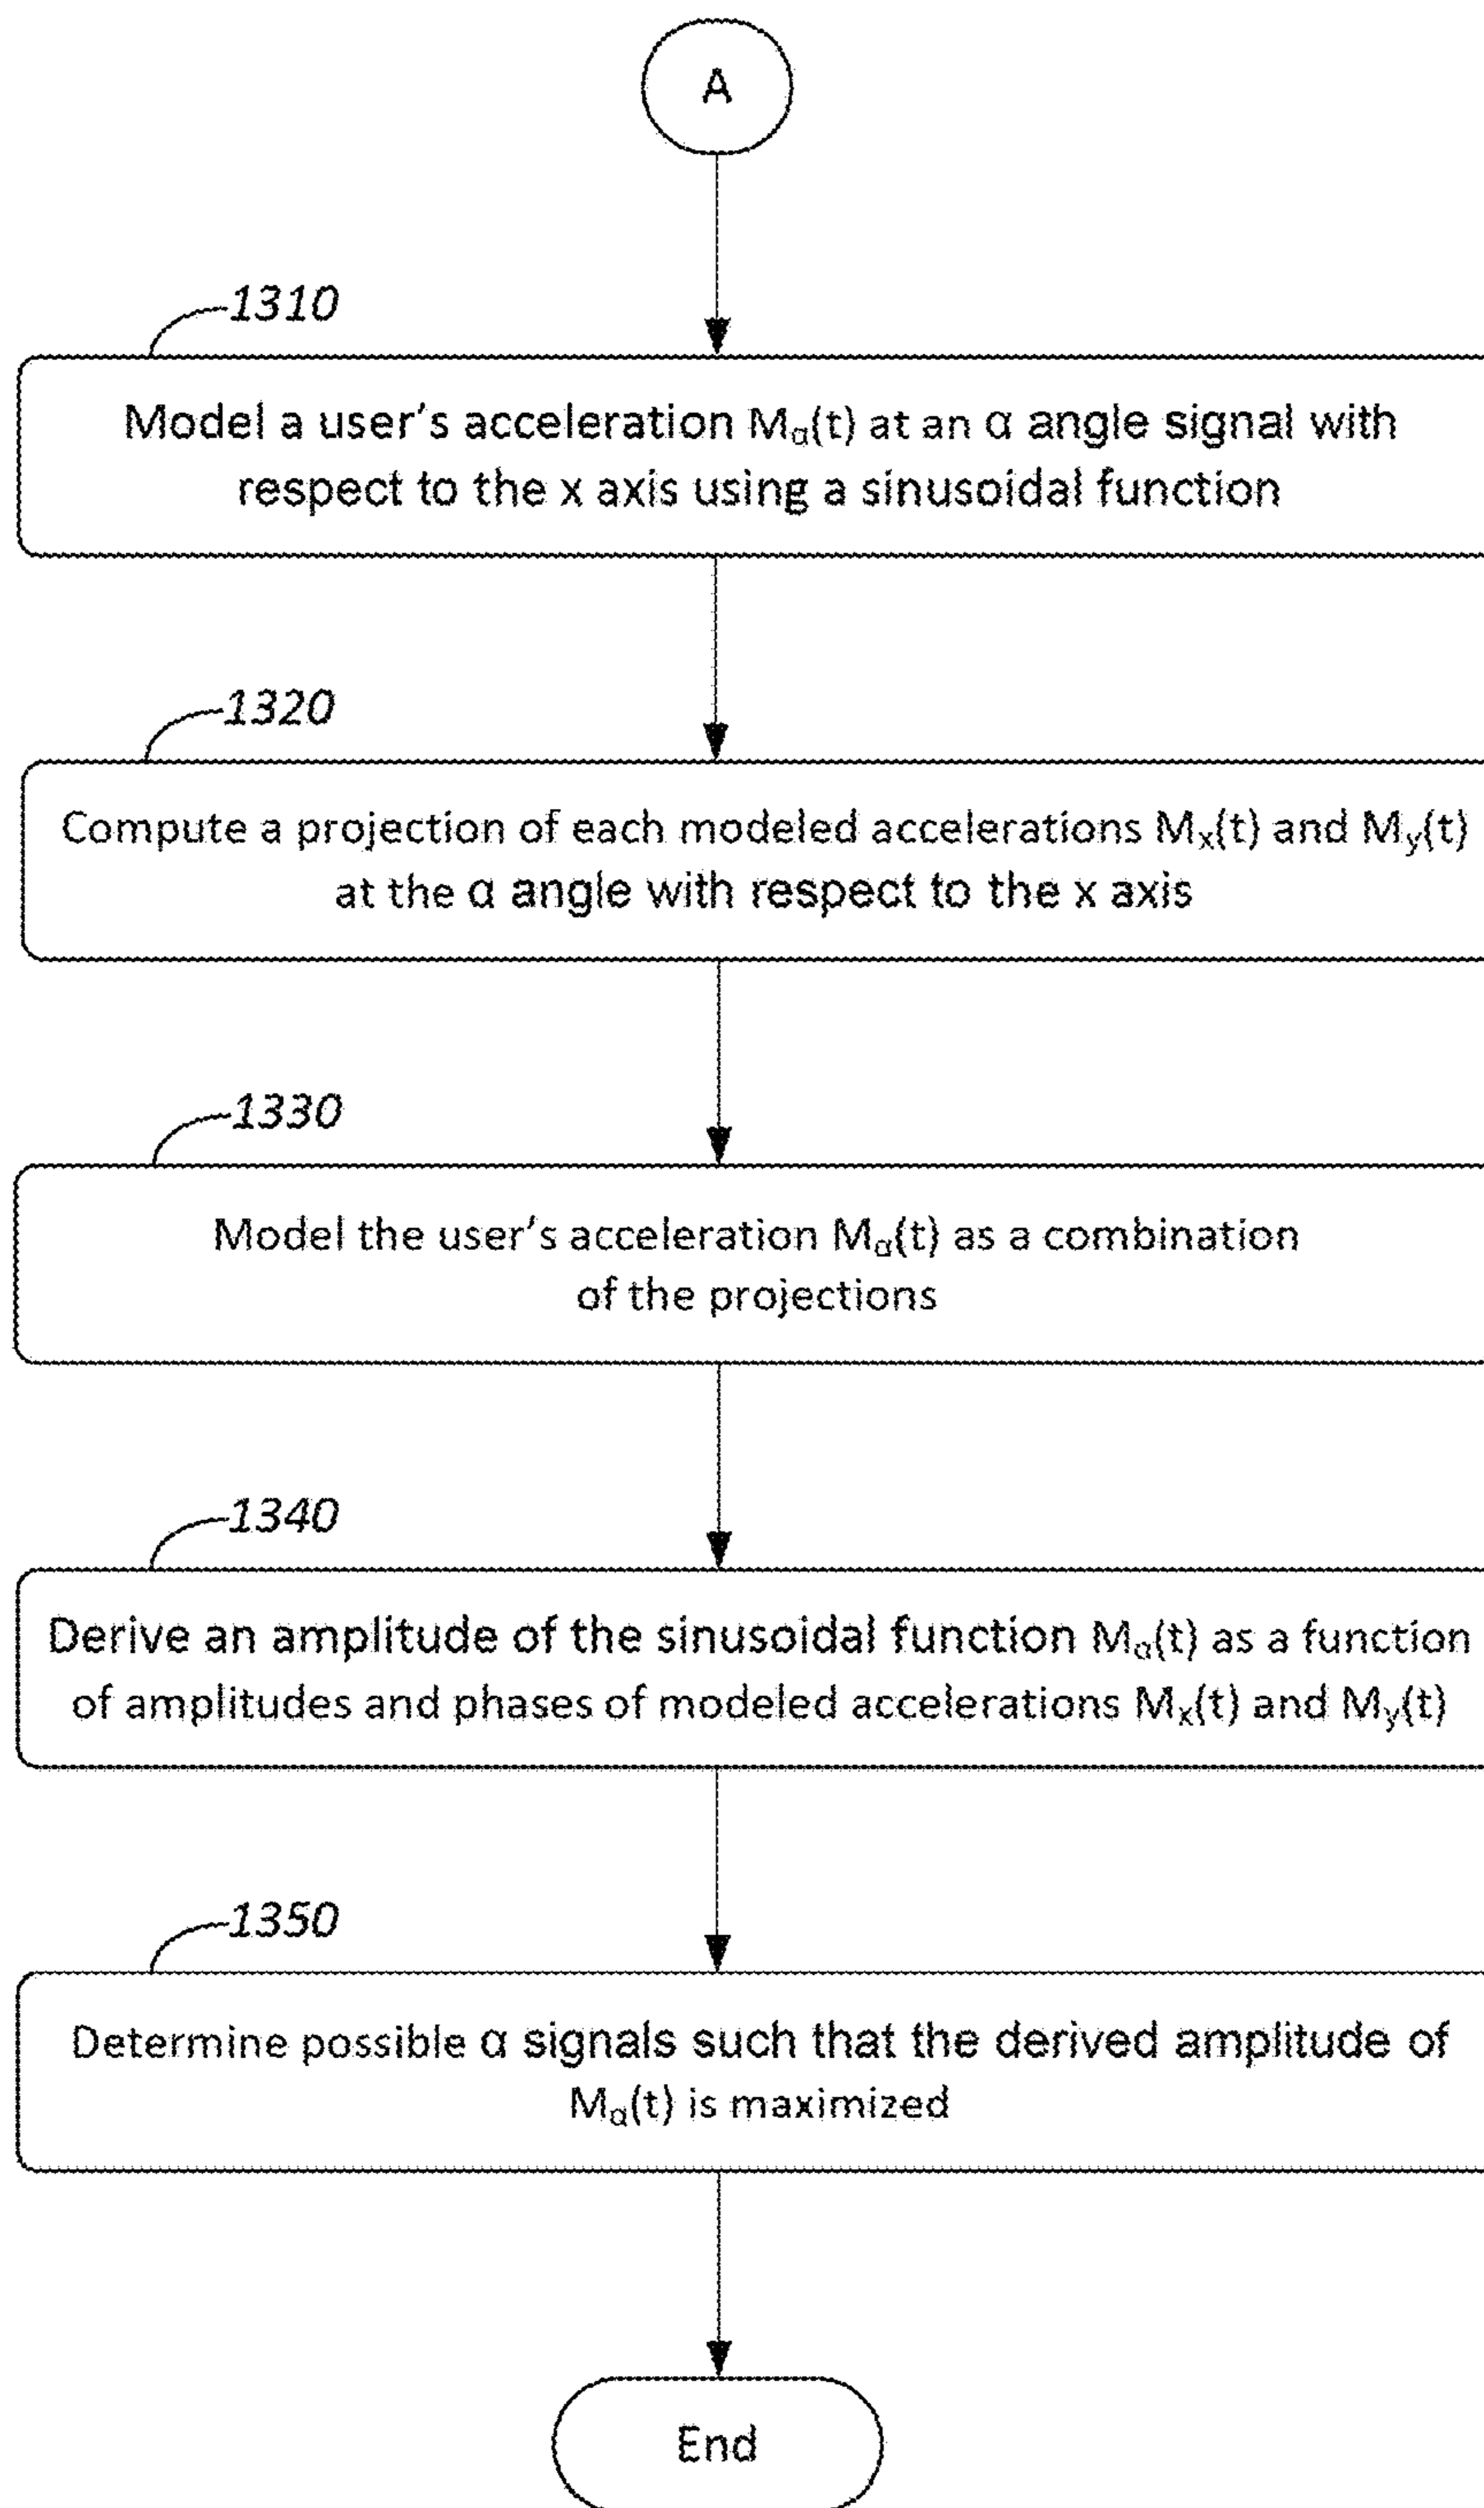 A
1310
Model a user's acceleration Mα(t) at an α angle signal with
respect to the x axis using a sinusoidal function
1320
Compute a projection of each modeled accelerations Mx(t) and My(t)
at the α angle with respect to the x axis
1330
Model the user's acceleration Mα(t) as a combination
of the projections
1340
Derive an amplitude of the sinusoidal function Mα(t) as a function
of amplitudes and phases of modeled accelerations Mx(t) and My(t)
1350
Determine possible α signals such that the derived amplitude of
Mα(t) is maximized
End